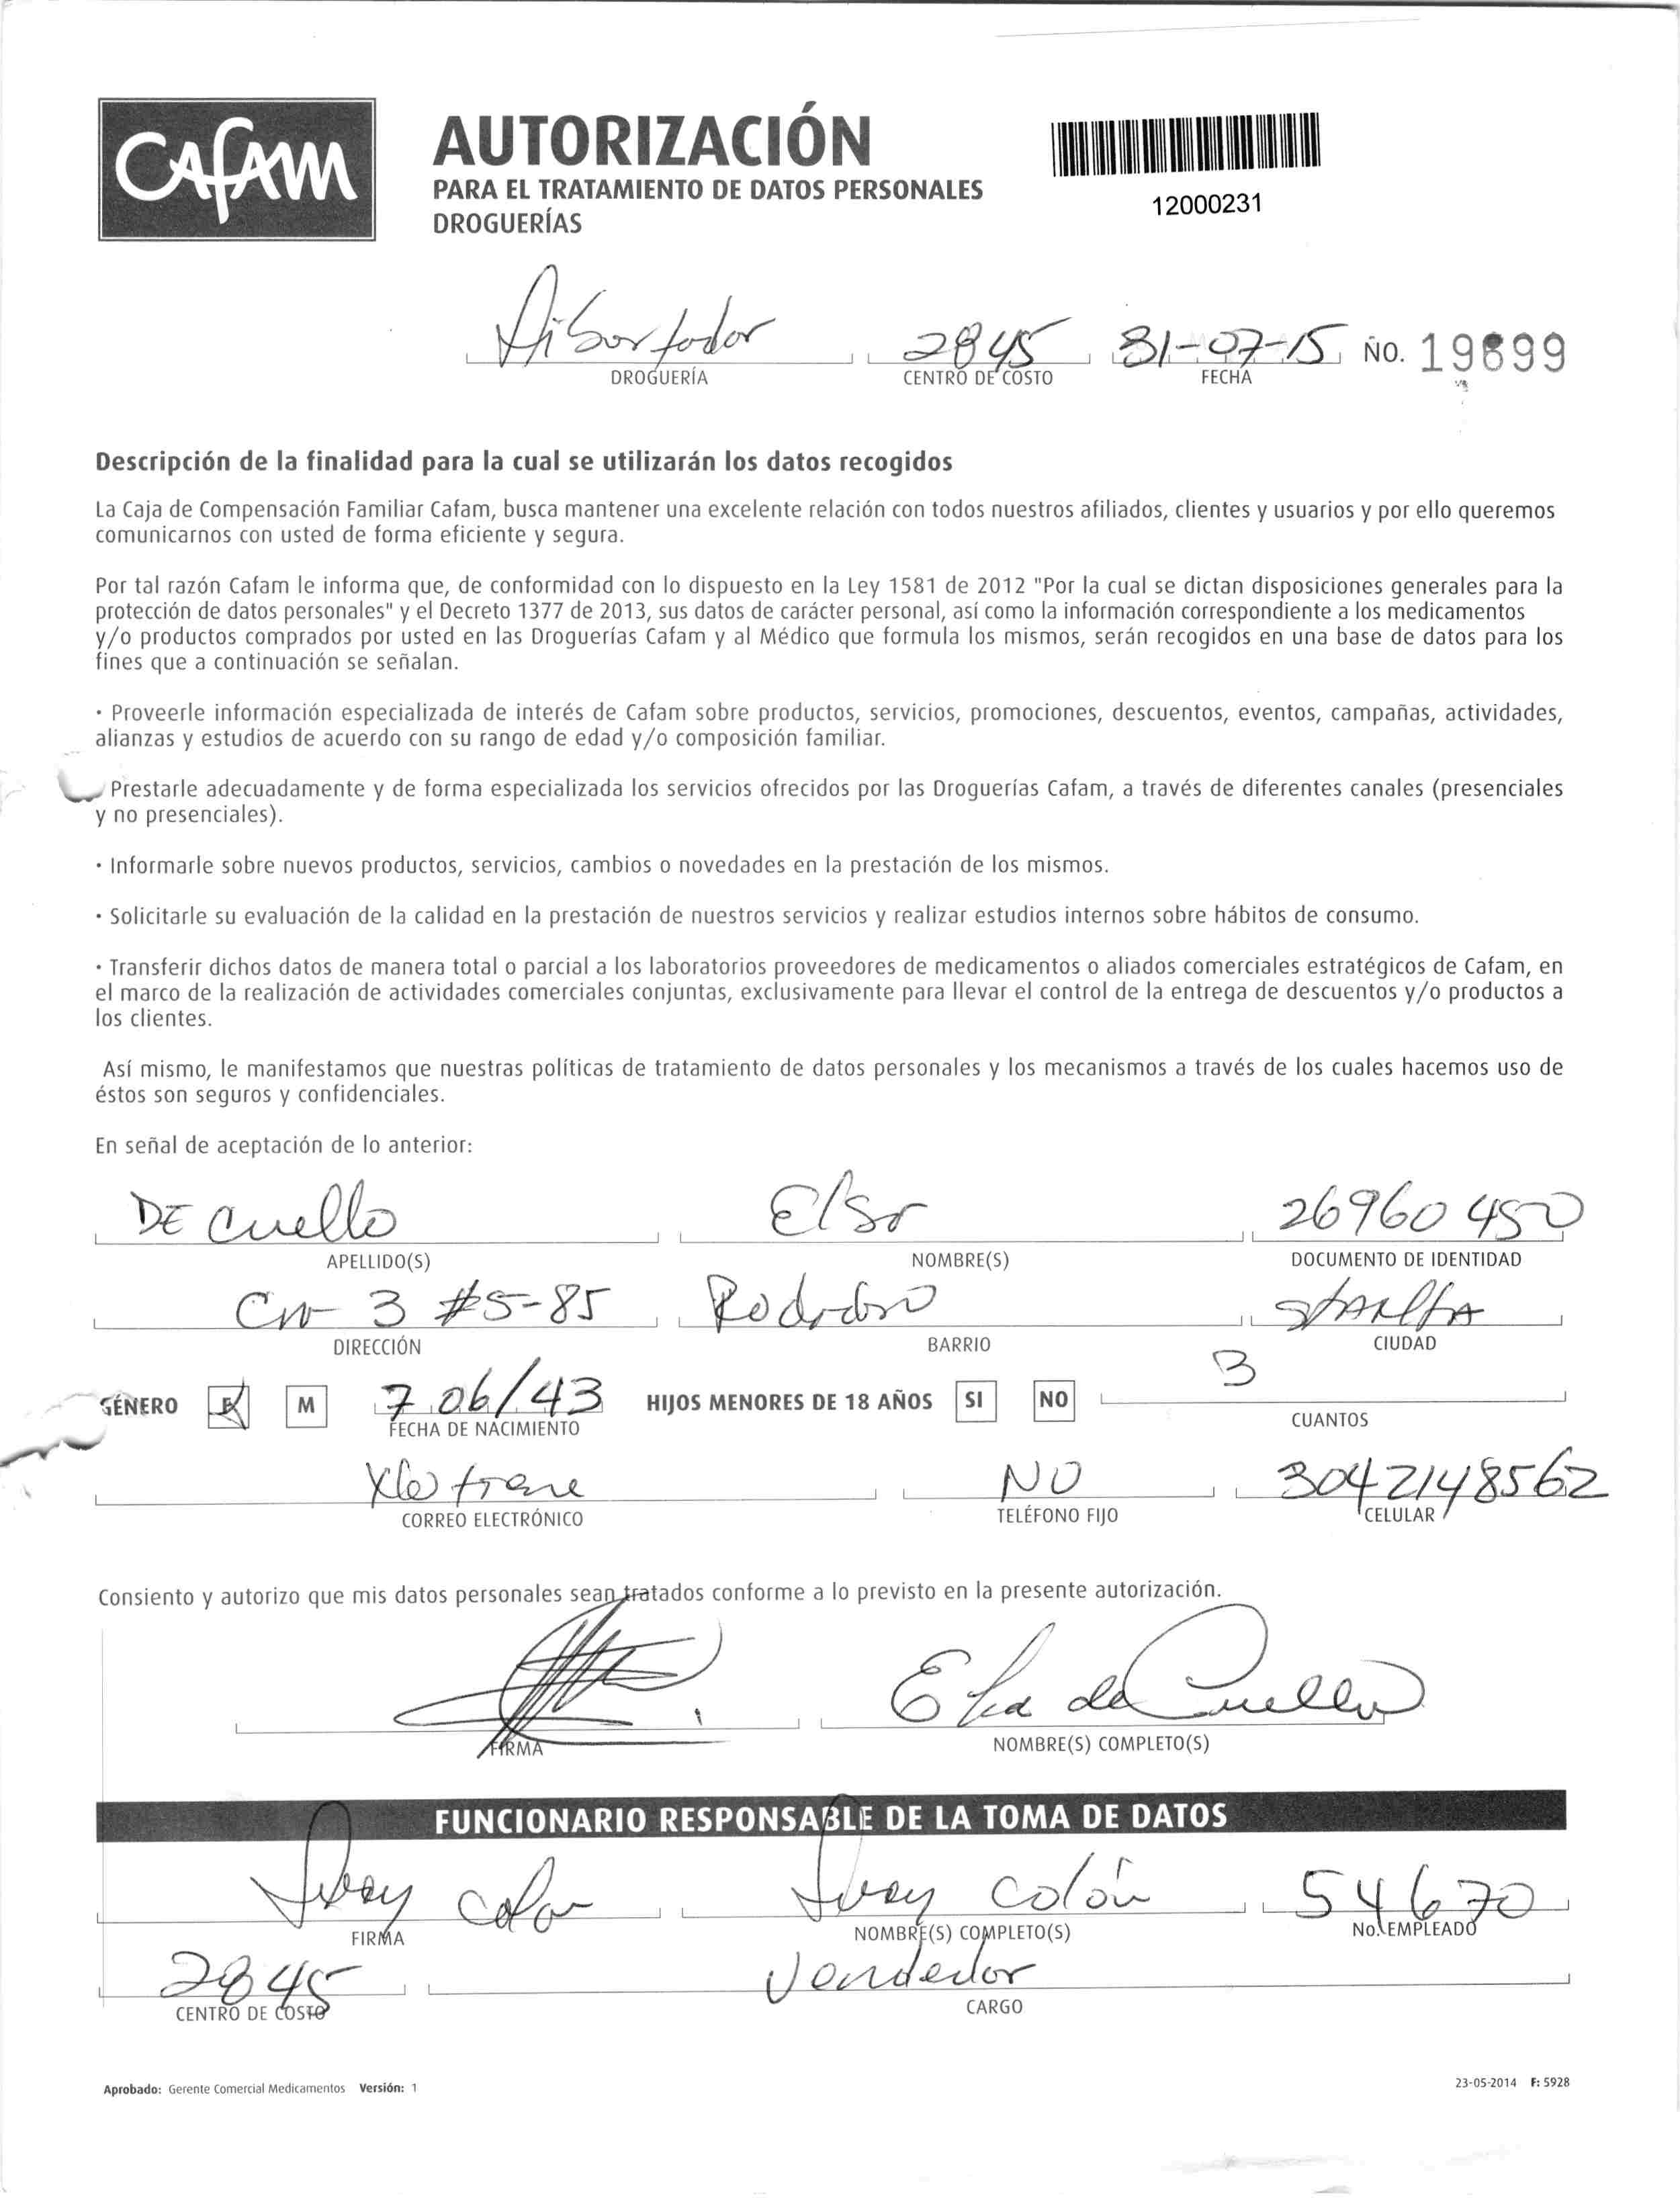 CAFAM
AUTORIZACIÓN
PARA EL TRATAMIENTO DE DATOS PERSONALES
DROGUERÍAS
12000231
2845 31-07-15 No. 19899
DROGUERÍA CENTRO DE COSTO FECHA
Descripción de la finalidad para la cual se utilizarán los datos recogidos
La Caja de Compensación Familiar Cafam, busca mantener una excelente relación con todos nuestros afiliados, clientes y usuarios y por ello queremos
comunicarnos con usted de forma eficiente y segura.
Por tal razón Cafam le informa que, de conformidad con lo dispuesto en la Ley 1581 de 2012 "Por la cual se dictan disposiciones generales para la
protección de datos personales" y el Decreto 1377 de 2013, sus datos de carácter personal, así como la información correspondiente a los medicamentos
y/o productos comprados por usted en las Droguerías Cafam y al Médico que formula los mismos, serán recogidos en una base de datos para los
fines que a continuación se señalan.
· Proveerle información especializada de interés de Cafam sobre productos, servicios, promociones, descuentos, eventos, campañas, actividades,
alianzas y estudios de acuerdo con su rango de edad y/o composición familiar.
Prestarle adecuadamente y de forma especializada los servicios ofrecidos por las Droguerías Cafam, a través de diferentes canales (presenciales
y no presenciales).
· Informarle sobre nuevos productos, servicios, cambios o novedades en la prestación de los mismos.
· Solicitarle su evaluación de la calidad en la prestación de nuestros servicios y realizar estudios internos sobre hábitos de consumo.
· Transferir dichos datos de manera total o parcial a los laboratorios proveedores de medicamentos o aliados comerciales estratégicos de Cafam, en
el marco de la realización de actividades comerciales conjuntas, exclusivamente para llevar el control de la entrega de descuentos y/o productos a
los clientes.
Así mismo, le manifestamos que nuestras políticas de tratamiento de datos personales y los mecanismos a través de los cuales hacemos uso de
éstos son seguros y confidenciales.
En señal de aceptación de lo anterior:
DE Cuello Elsa 26960450
APELLIDO(S) NOMBRE(S) DOCUMENTO DE IDENTIDAD
3 #5-85 Rodadero
DIRECCIÓN BARRIO CIUDAD
GÉNERO F M 7 06/43 HIJOS MENORES DE 18 AÑOS SI NO 3
FECHA DE NACIMIENTO CUANTOS
No tiene NO 3042148562
CORREO ELECTRÓNICO TELÉFONO FIJO CELULAR
Consiento y autorizo que mis datos personales sean tratados conforme a lo previsto en la presente autorización.
Elsa de Cuello
FIRMA NOMBRE(S) COMPLETO(S)
FUNCIONARIO RESPONSABLE DE LA TOMA DE DATOS
Colon Colón 54670
FIRMA NOMBRE(S) COMPLETO(S) No. EMPLEADO
2845 Vendedor
CENTRO DE COSTO CARGO
Aprobado: Gerente Comercial Medicamentos Versión: 1 23-05-2014 F: 5928